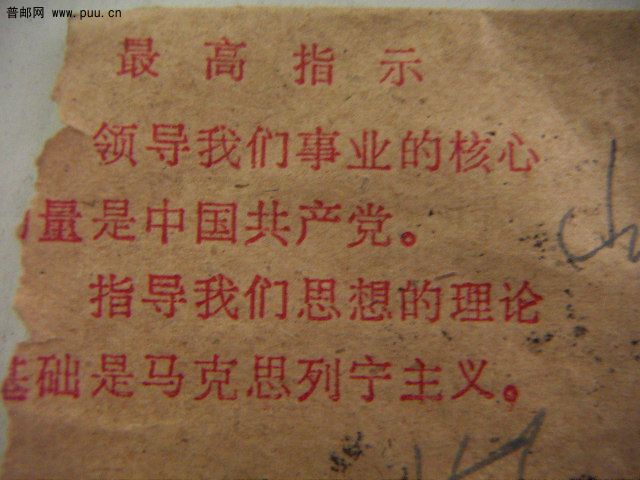 普邮网 www.puu.cn
最高指示
领导我们事业的核心
量是中国共产党。
指导我们思想的理论
基础是马克思列宁主义。